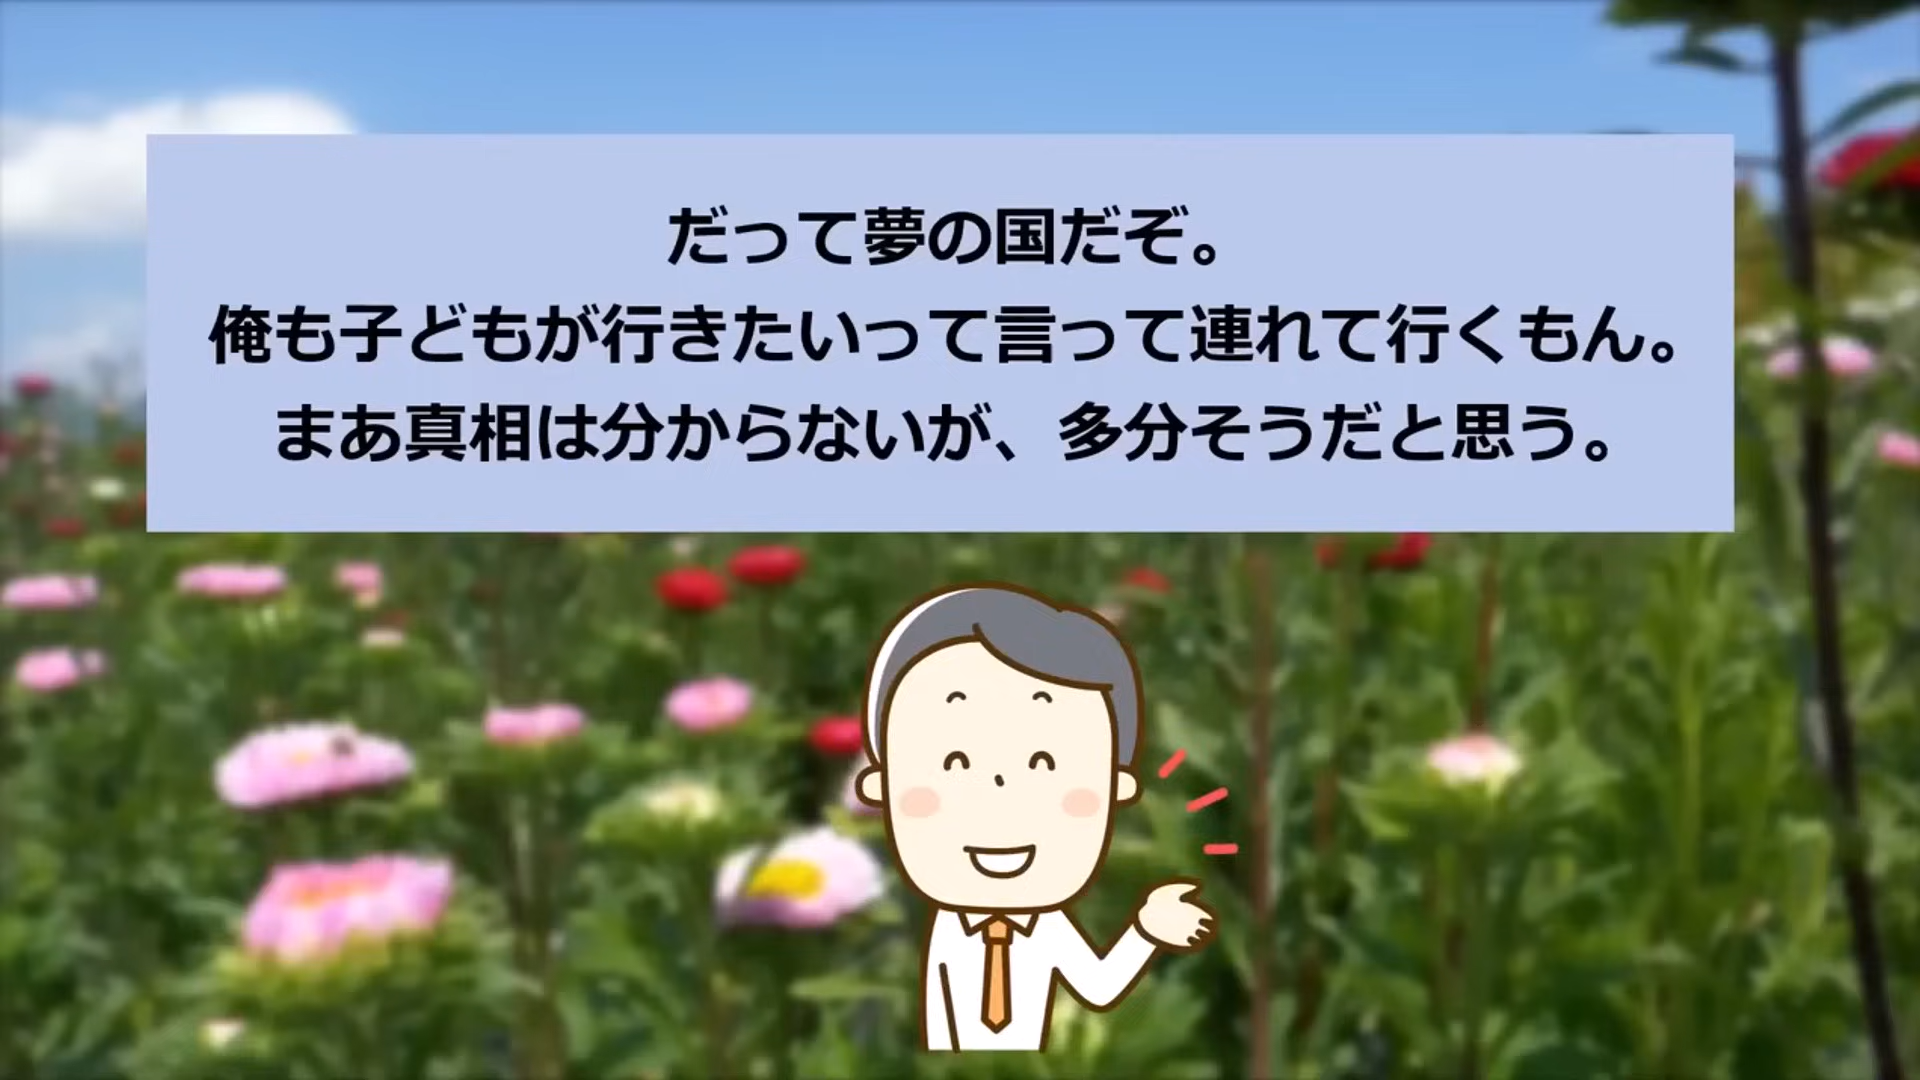 だって夢の国だぞ。
俺も子どもが行きたいって言って連れて行くもん。
まあ真相は分からないが、多分そうだと思う。